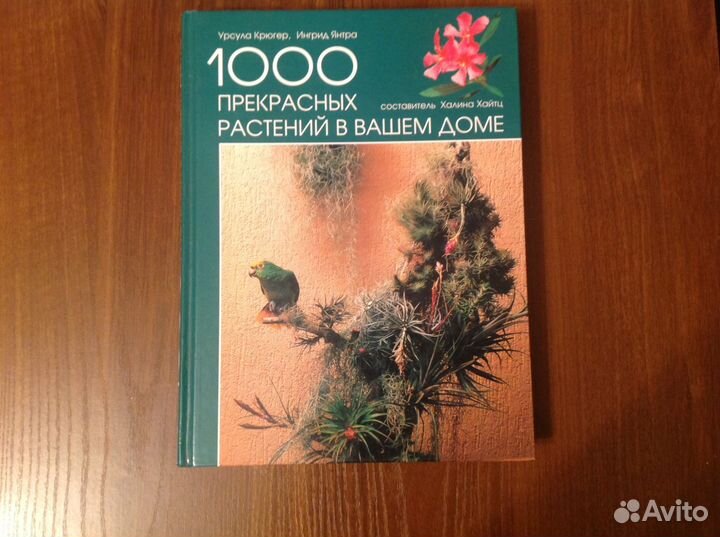 Урсула Крюгер, Ингрид Янтра
1000
ПРЕКРАСНЫХ
составитель Халина Хайтц
РАСТЕНИЙ В ВАШЕМ ДОМЕ
Avito